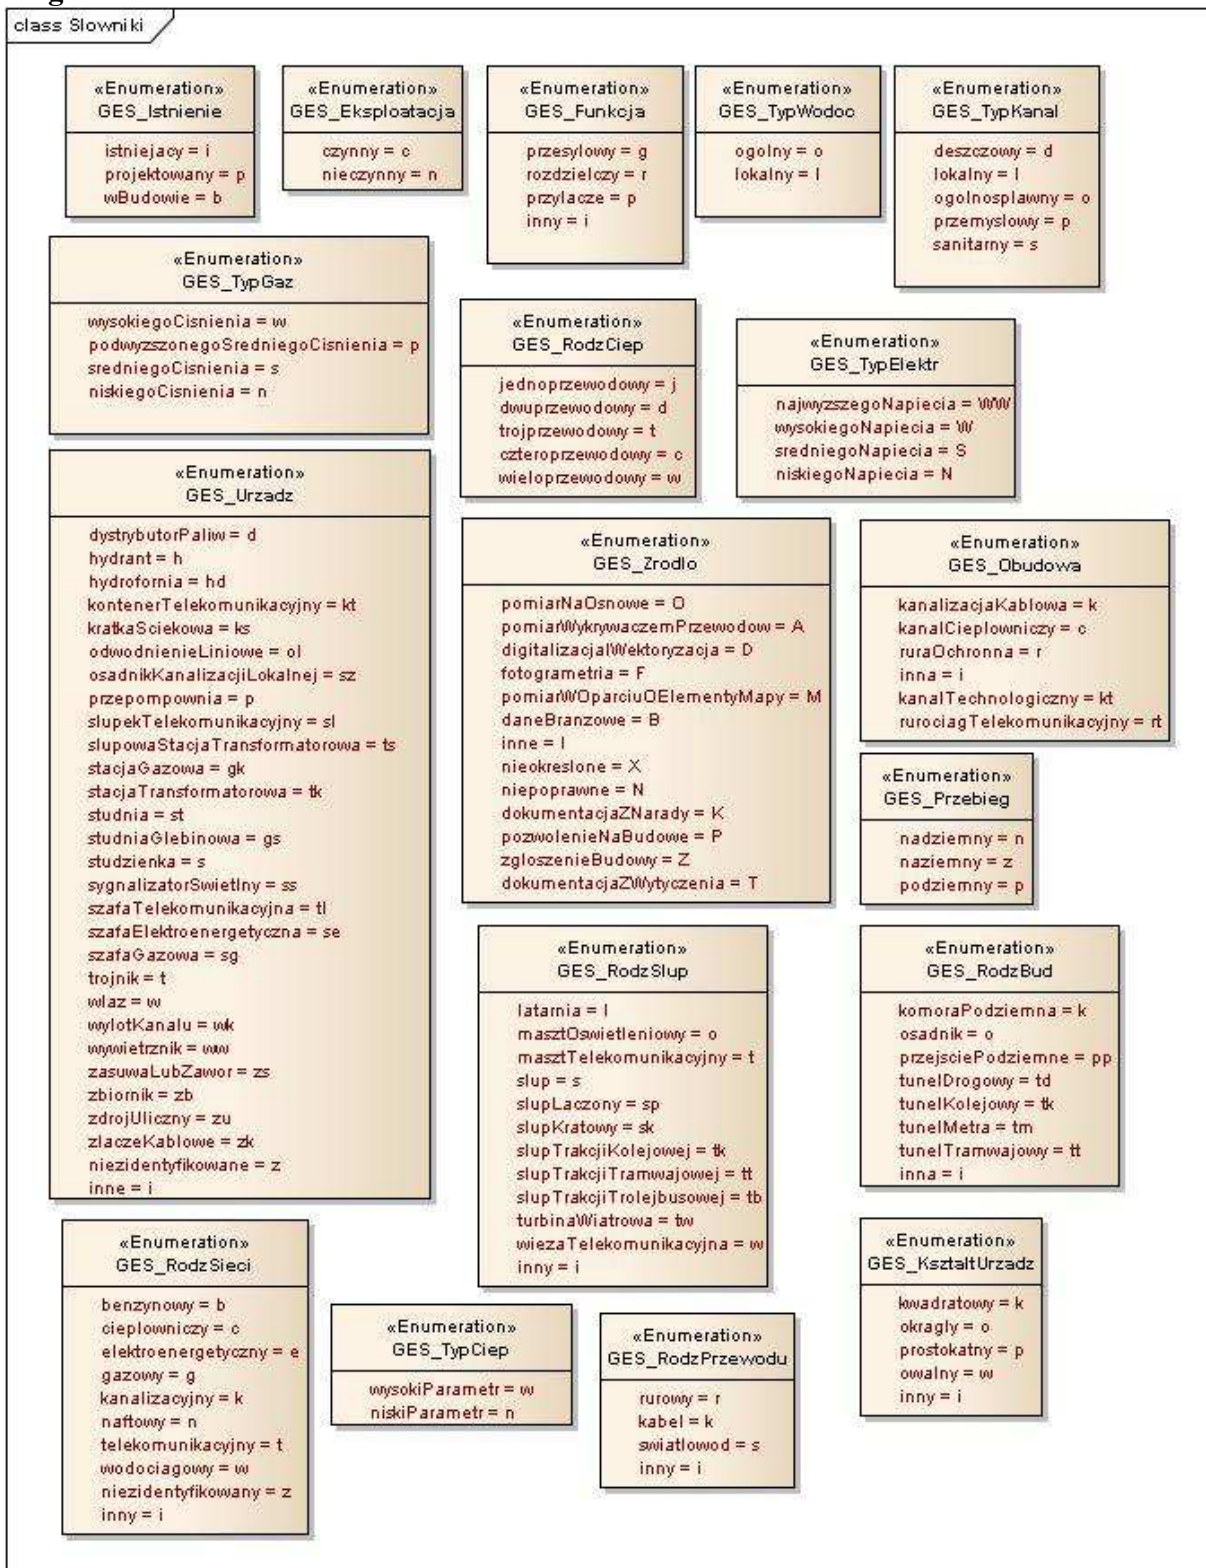 class Slowniki
«Enumeration»
GES_Istnienie
istniejacy = i
projektowany = p
wBudowie = b
«Enumeration»
GES_Eksploatacja
czynny = c
nieczynny = n
«Enumeration»
GES_Funkcja
przesylowy = g
rozdzielczy = r
przylacze = p
inny = i
«Enumeration»
GES_TypWodoc
ogolny = o
lokalny = l
«Enumeration»
GES_TypKanal
deszczowy = d
lokalny = l
ogolnosplawny = o
przemyslowy = p
sanitarny = s
«Enumeration»
GES_TypGaz
wysokiegoCisnienia = w
podwyzszonegoSredniegoCisnienia = p
sredniegoCisnienia = s
niskiegoCisnienia = n
«Enumeration»
GES_RodzCiep
jednoprzewodowy = j
dwuprzewodowy = d
trojprzewodowy = t
czteroprzewodowy = c
wieloprzewodowy = w
«Enumeration»
GES_TypElektr
najwyzszegoNapiecia = WW
wysokiegoNapiecia = W
sredniegoNapiecia = S
niskiegoNapiecia = N
«Enumeration»
GES_Urzadz
dystrybutorPaliw = d
hydrant = h
hydrofornia = hd
kontenerTelekomunikacyjny = kt
kratkaSciekowa = ks
odwodnienieLiniowe = ol
osadnikKanalizacjiLokalnej = sz
przepompownia = p
slupekTelekomunikacyjny = sl
slupowaStacjaTransformatorowa = ts
stacjaGazowa = gk
stacjaTransformatorowa = tk
studnia = st
studniaGlebinowa = gs
studzienka = s
sygnalizatorSwietlny = ss
szafaTelekomunikacyjna = tl
szafaElektroenergetyczna = se
szafaGazowa = sg
trojnik = t
wlaz = w
wylotKanalu = wk
wywietrznik = ww
zasuwaLubZawor = zs
zbiornik = zb
zdrojUliczny = zu
zlaczeKablowe = zk
niezidentyfikowane = z
inne = i
«Enumeration»
GES_Zrodlo
pomiarNaOsnowe = O
pomiarWykrywaczemPrzewodow = A
digitalizacjaIWektoryzacja = D
fotogrametria = F
pomiarWOparciuOElementyMapy = M
daneBranzowe = B
inne = I
nieokreslone = X
niepoprawne = N
dokumentacjaZNarady = K
pozwolenieNaBudowe = P
zgloszenieBudowy = Z
dokumentacjaZWytyczenia = T
«Enumeration»
GES_Obudowa
kanalizacjaKablowa = k
kanalCieplowniczy = c
ruraOchronna = r
inna = i
kanalTechnologiczny = kt
rurociagTelekomunikacyjny = rt
«Enumeration»
GES_Przebieg
nadziemny = n
naziemny = z
podziemny = p
«Enumeration»
GES_RodzSlup
latarnia = l
masztOswietleniowy = o
masztTelekomunikacyjny = t
slup = s
slupLaczony = sp
slupKratowy = sk
slupTrakcjiKolejowej = tk
slupTrakcjiTramwajowej = tt
slupTrakcjiTrolejbusowej = tb
turbinaWiatrowa = tw
wiezaTelekomunikacyjna = w
inny = i
«Enumeration»
GES_RodzBud
komoraPodziemna = k
osadnik = o
przejsciePodziemne = pp
tunelDrogowy = td
tunelKolejowy = tk
tunelMetra = tm
tunelTramwajowy = tt
inna = i
«Enumeration»
GES_RodzSieci
benzynowy = b
cieplowniczy = c
elektroenergetyczny = e
gazowy = g
kanalizacyjny = k
naftowy = n
telekomunikacyjny = t
wodociagowy = w
niezidentyfikowany = z
inny = i
«Enumeration»
GES_TypCiep
wysokiParametr = w
niskiParametr = n
«Enumeration»
GES_RodzPrzewodu
rurowy = r
kabel = k
swiatlowod = s
inny = i
«Enumeration»
GES_KsztaltUrzadz
kwadratowy = k
okragly = o
prostokatny = p
owalny = w
inny = i